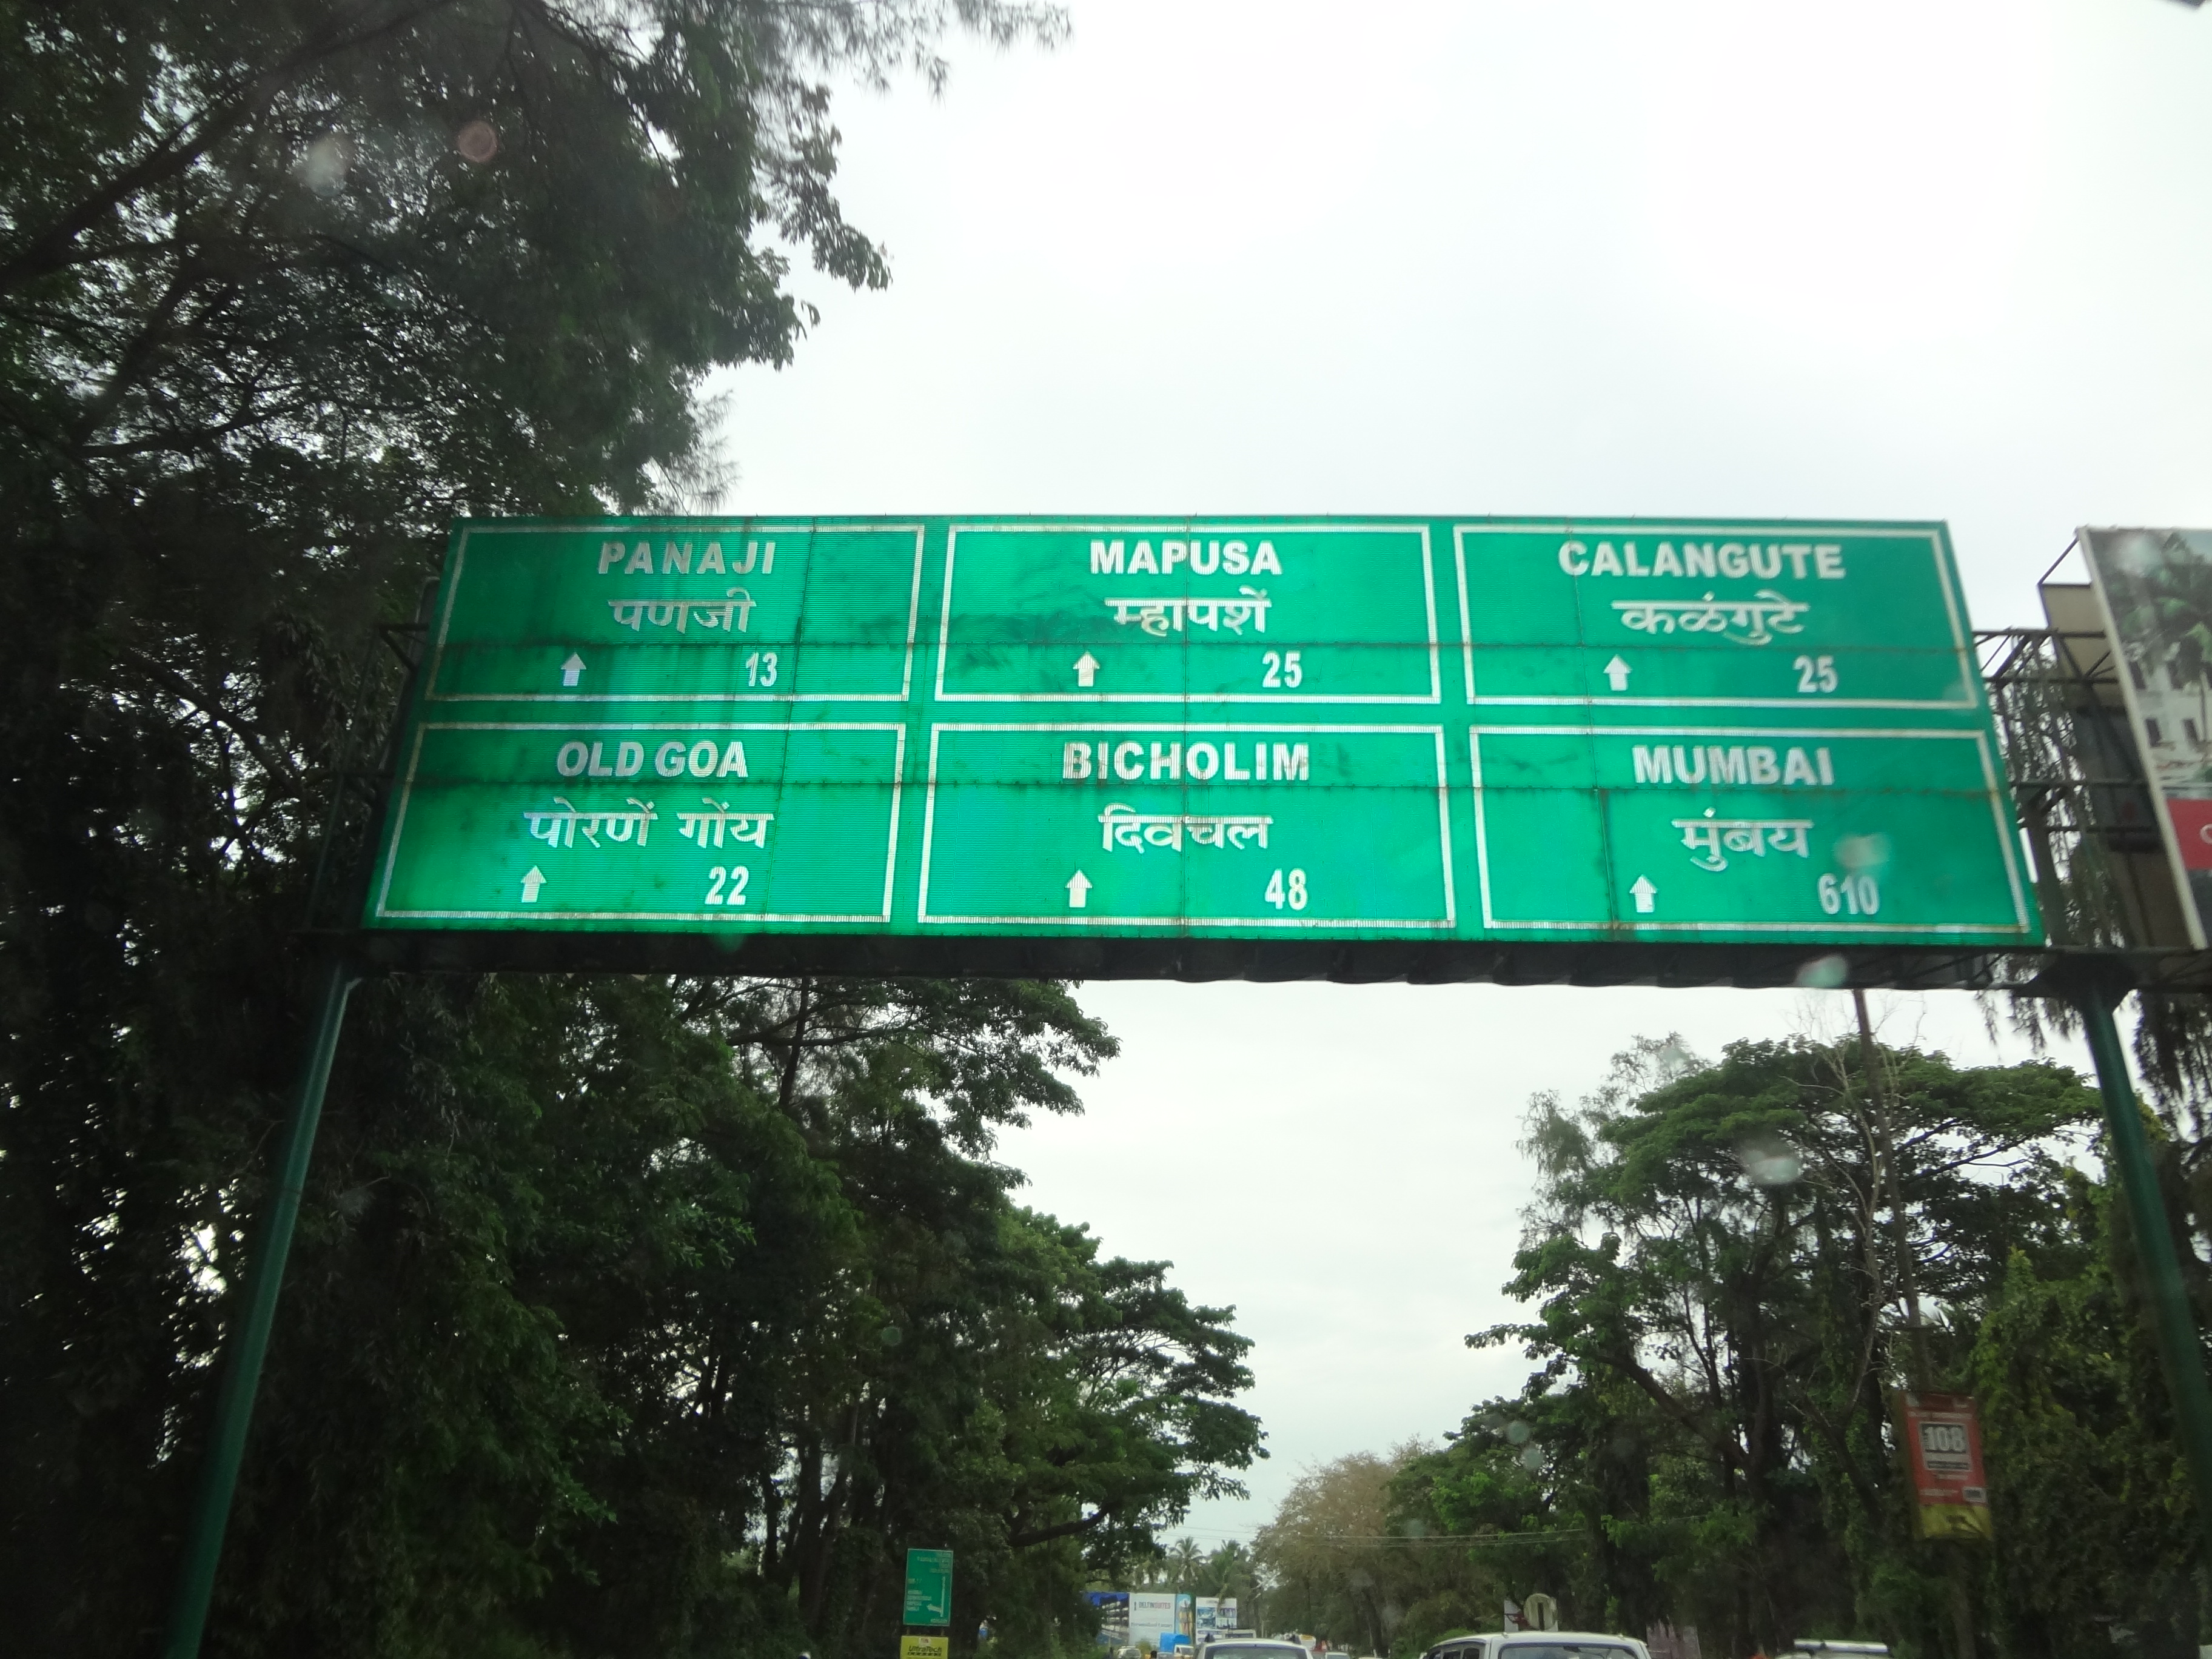 PANAJI
पणजी
13
MAPUSA
म्हापशें
25
CALANGUTE
कळंगुटे
25
OLD GOA
पोरणें गोंय
22
BICHOLIM
दिवचल
48
MUMBAI
मुंबय
610
108